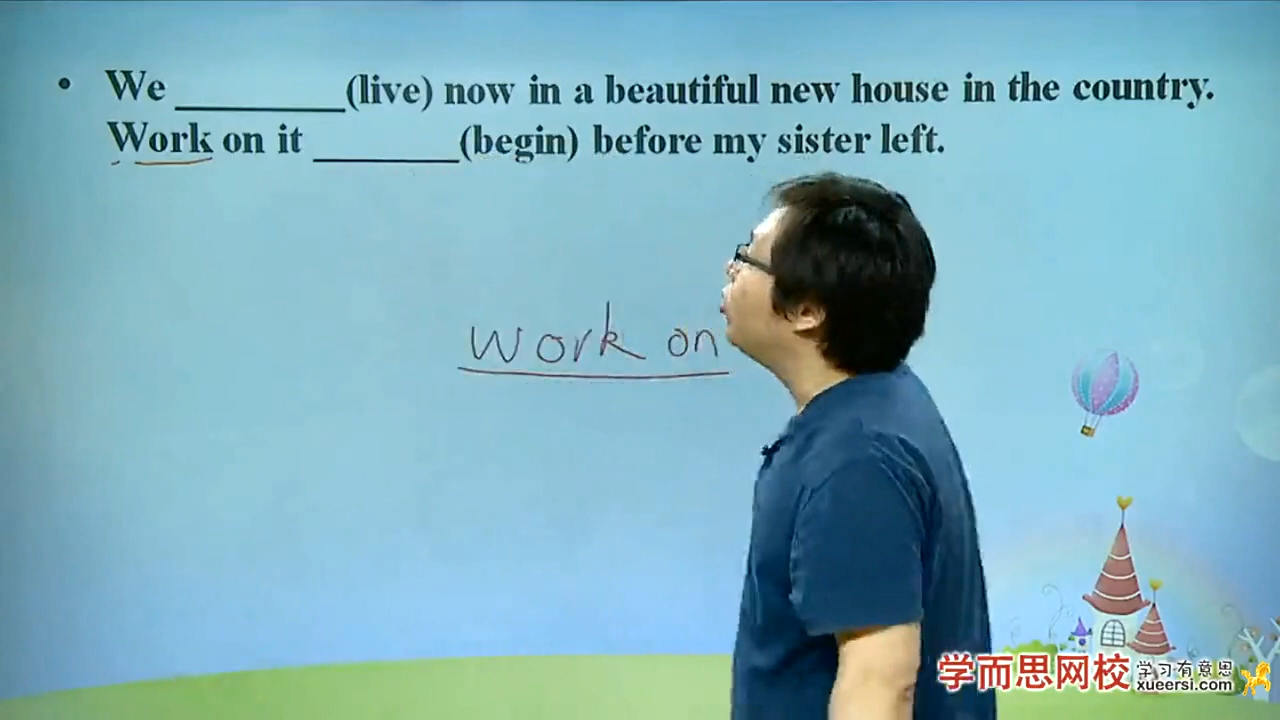 • We ________(live) now in a beautiful new house in the country.
Work on it _______(begin) before my sister left.
work on
学而思网校 学习有意思
xueersi.com